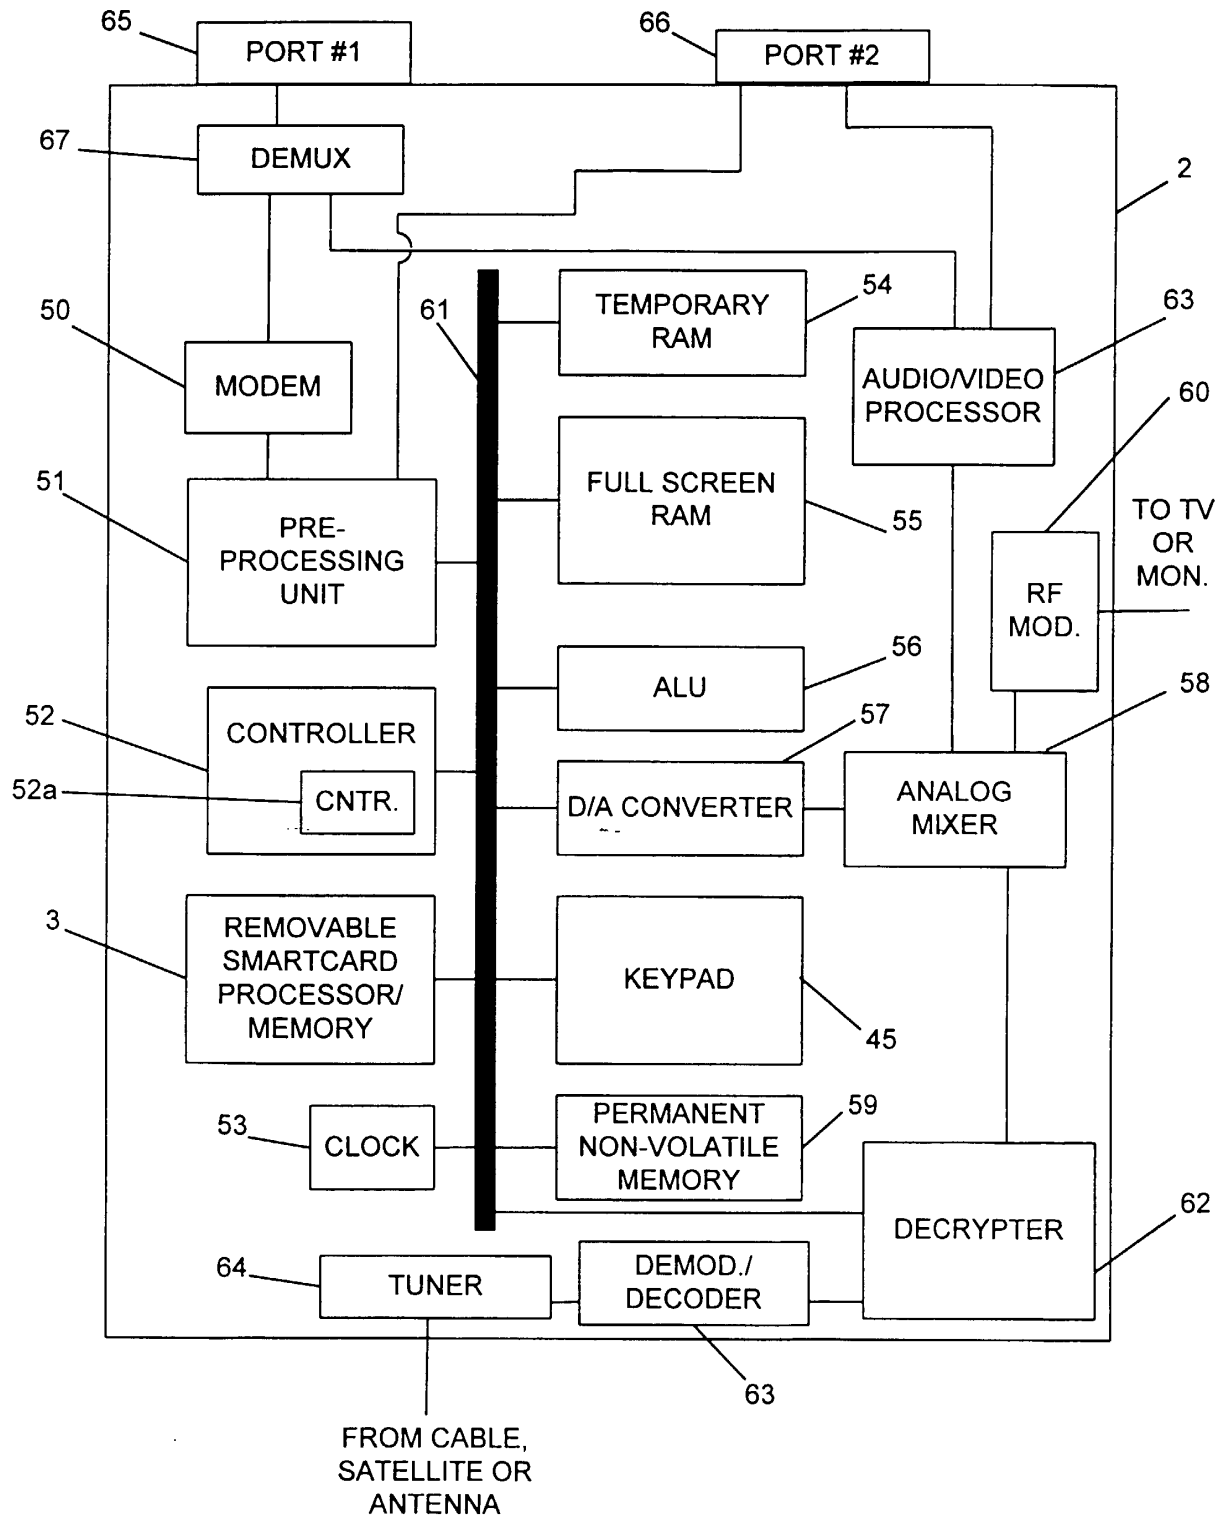 65
PORT #1
66
PORT #2
67
DEMUX
2
50
MODEM
61
TEMPORARY
RAM
54
63
AUDIO/VIDEO
PROCESSOR
60
51
PRE-
PROCESSING
UNIT
FULL SCREEN
RAM
55
TO TV
OR
MON.
RF
MOD.
52
CONTROLLER
52a
CNTR.
ALU
56
57
D/A CONVERTER
58
ANALOG
MIXER
3
REMOVABLE
SMARTCARD
PROCESSOR/
MEMORY
KEYPAD
45
53
CLOCK
PERMANENT
NON-VOLATILE
MEMORY
59
DECRYPTER
62
64
TUNER
DEMOD./
DECODER
63
FROM CABLE,
SATELLITE OR
ANTENNA